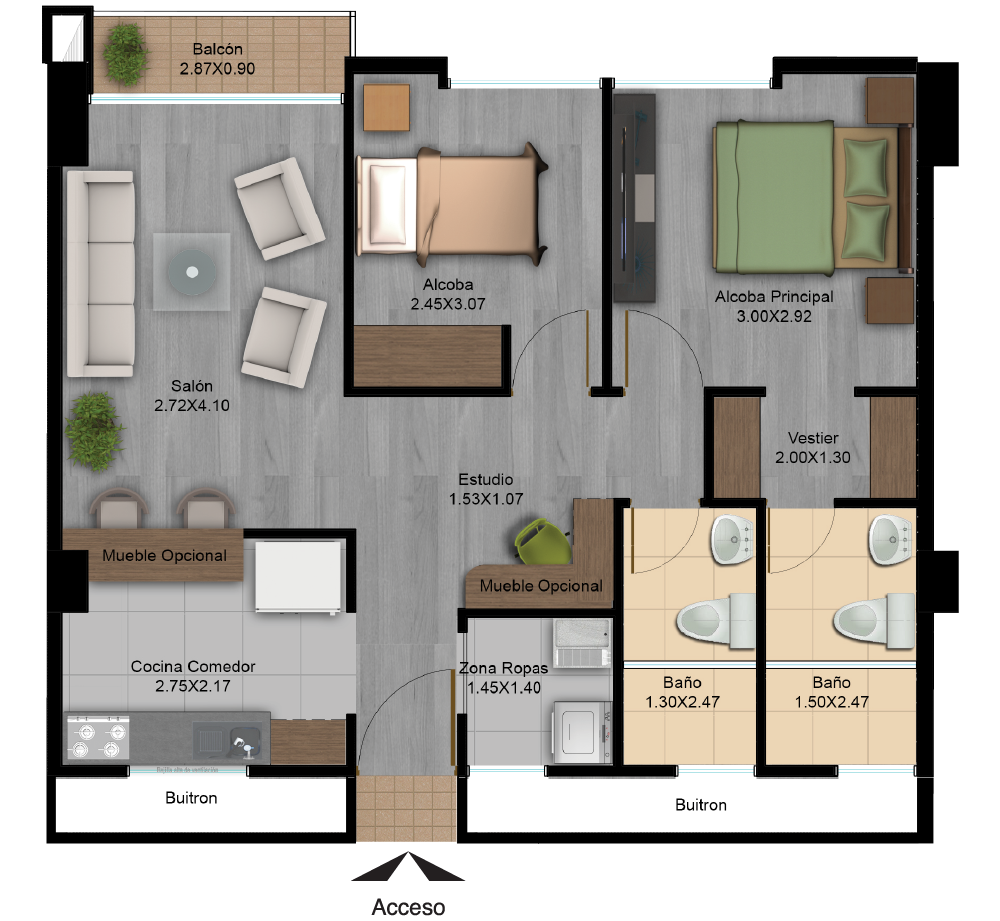 Balcón
2.87X0.90
Alcoba
2.45X3.07
Alcoba Principal
3.00X2.92
Salón
2.72X4.10
Vestier
2.00X1.30
Estudio
1.53X1.07
Mueble Opcional
Mueble Opcional
Cocina Comedor
2.75X2.17
Zona Ropas
1.45X1.40
Baño
1.30X2.47
Baño
1.50X2.47
Buitron
Buitron
Acceso